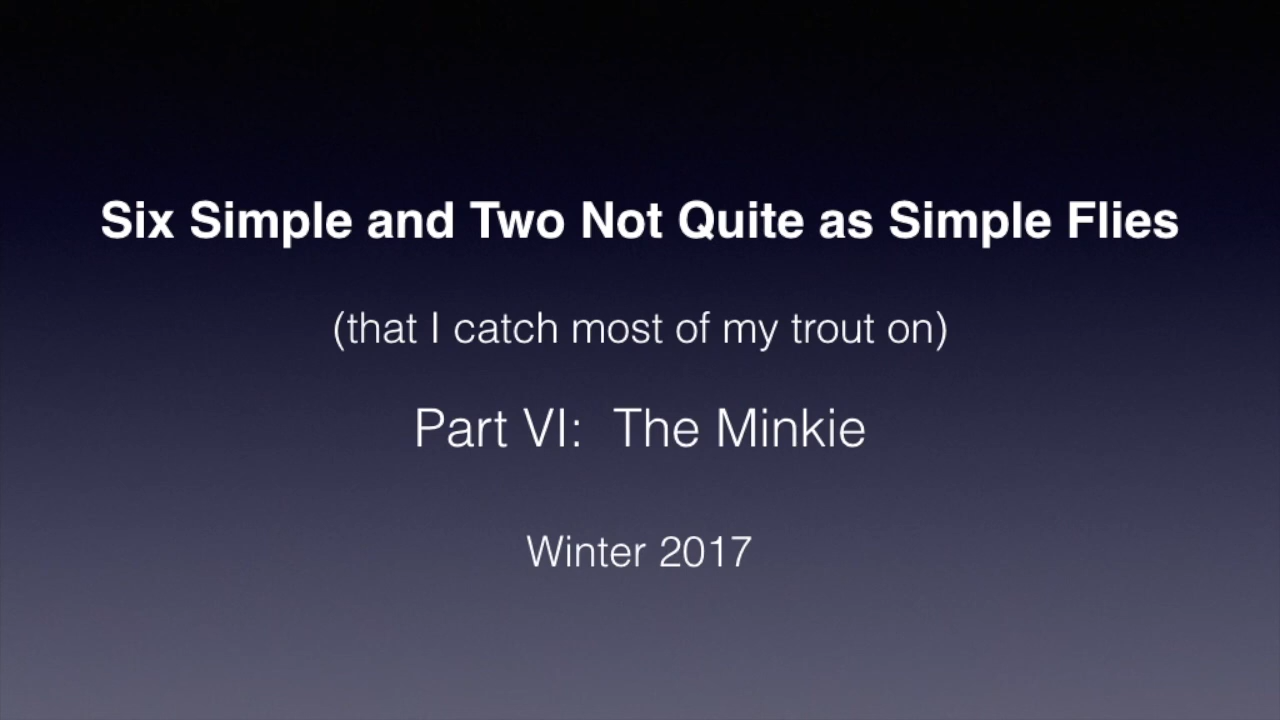 Six Simple and Two Not Quite as Simple Flies
(that I catch most of my trout on)
Part VI: The Minkie
Winter 2017